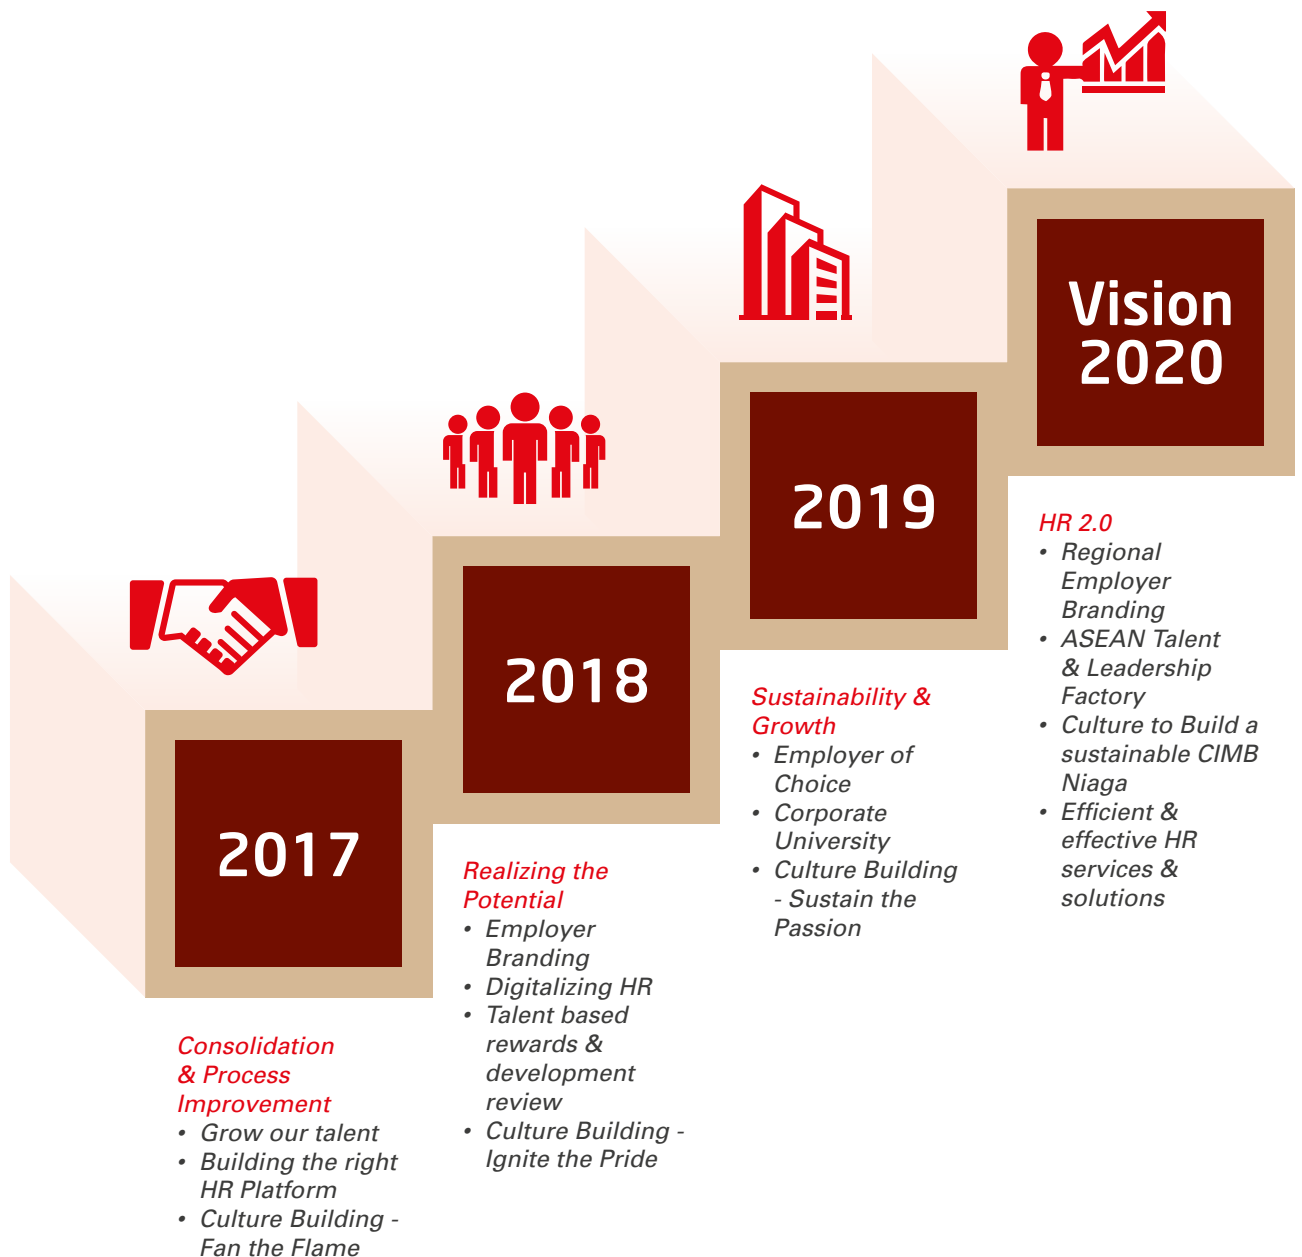 2017
Consolidation
& Process
Improvement
• Grow our talent
• Building the right
HR Platform
• Culture Building -
Fan the Flame
2018
Realizing the
Potential
• Employer
Branding
• Digitalizing HR
• Talent based
rewards &
development
review
• Culture Building -
Ignite the Pride
2019
Sustainability &
Growth
• Employer of
Choice
• Corporate
University
• Culture Building
- Sustain the
Passion
Vision
2020
HR 2.0
• Regional
Employer
Branding
• ASEAN Talent
& Leadership
Factory
• Culture to Build a
sustainable CIMB
Niaga
• Efficient &
effective HR
services &
solutions